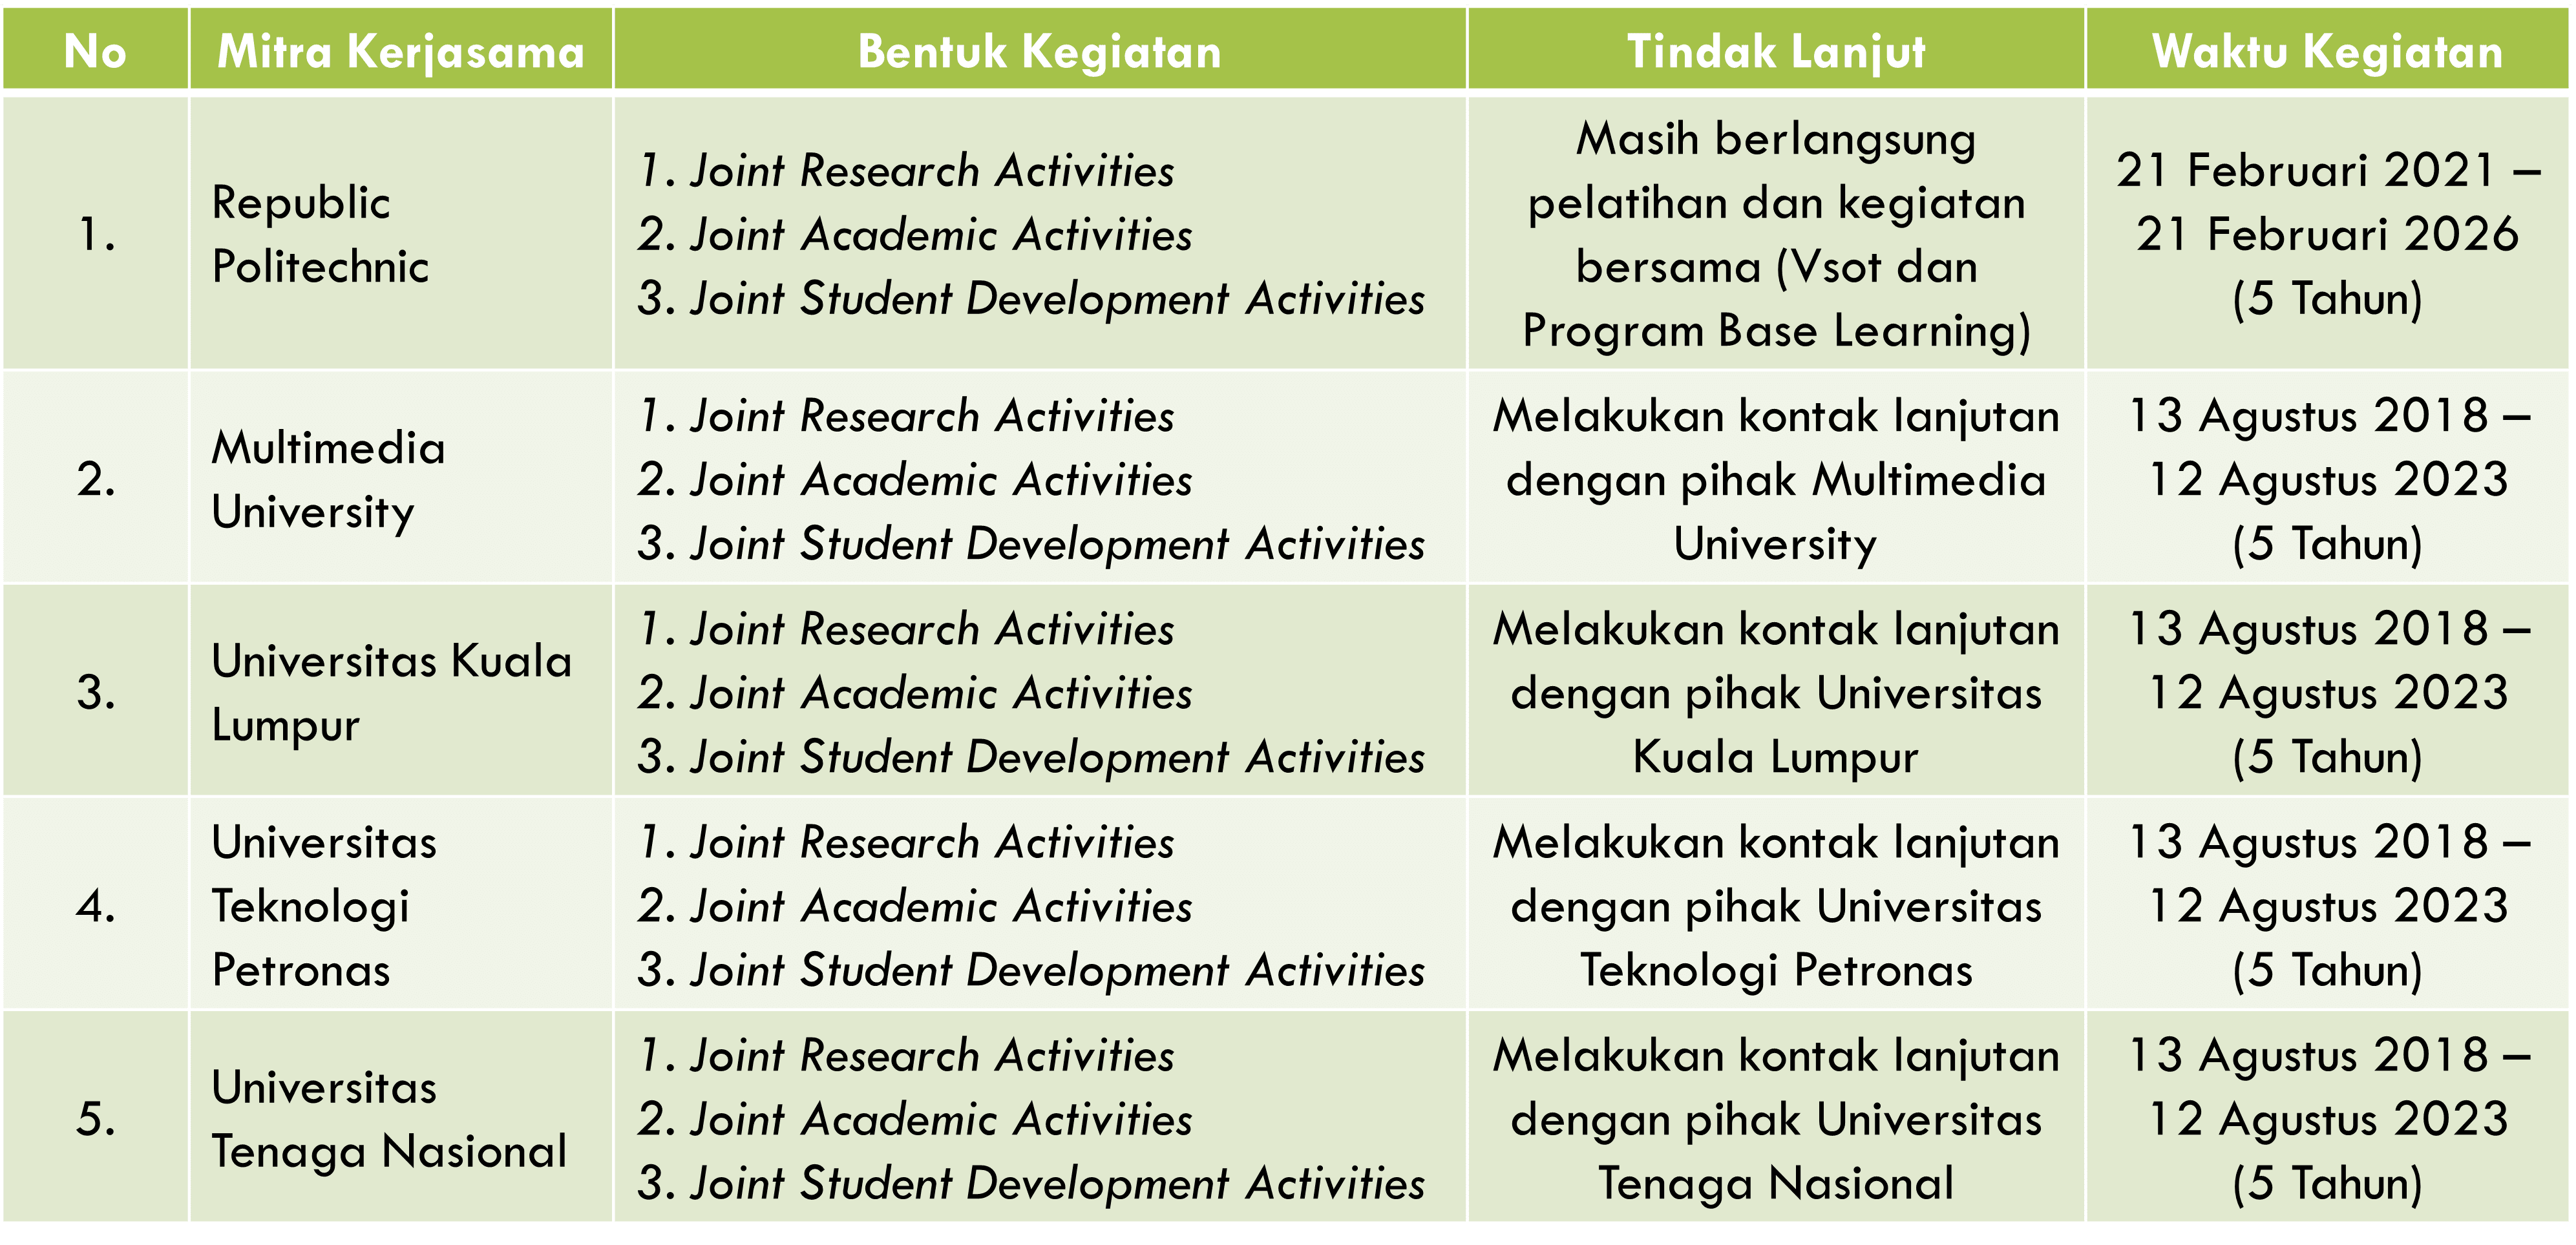 No
Mitra Kerjasama
Bentuk Kegiatan
Tindak Lanjut
Waktu Kegiatan
1.
Republic
Politechnic
1. Joint Research Activities
2. Joint Academic Activities
3. Joint Student Development Activities
Masih berlangsung
pelatihan dan kegiatan
bersama (Vsot dan
Program Base Learning)
21 Februari 2021 –
21 Februari 2026
(5 Tahun)
2.
Multimedia
University
1. Joint Research Activities
2. Joint Academic Activities
3. Joint Student Development Activities
Melakukan kontak lanjutan
dengan pihak Multimedia
University
13 Agustus 2018 –
12 Agustus 2023
(5 Tahun)
3.
Universitas Kuala
Lumpur
1. Joint Research Activities
2. Joint Academic Activities
3. Joint Student Development Activities
Melakukan kontak lanjutan
dengan pihak Universitas
Kuala Lumpur
13 Agustus 2018 –
12 Agustus 2023
(5 Tahun)
4.
Universitas
Teknologi
Petronas
1. Joint Research Activities
2. Joint Academic Activities
3. Joint Student Development Activities
Melakukan kontak lanjutan
dengan pihak Universitas
Teknologi Petronas
13 Agustus 2018 –
12 Agustus 2023
(5 Tahun)
5.
Universitas
Tenaga Nasional
1. Joint Research Activities
2. Joint Academic Activities
3. Joint Student Development Activities
Melakukan kontak lanjutan
dengan pihak Universitas
Tenaga Nasional
13 Agustus 2018 –
12 Agustus 2023
(5 Tahun)